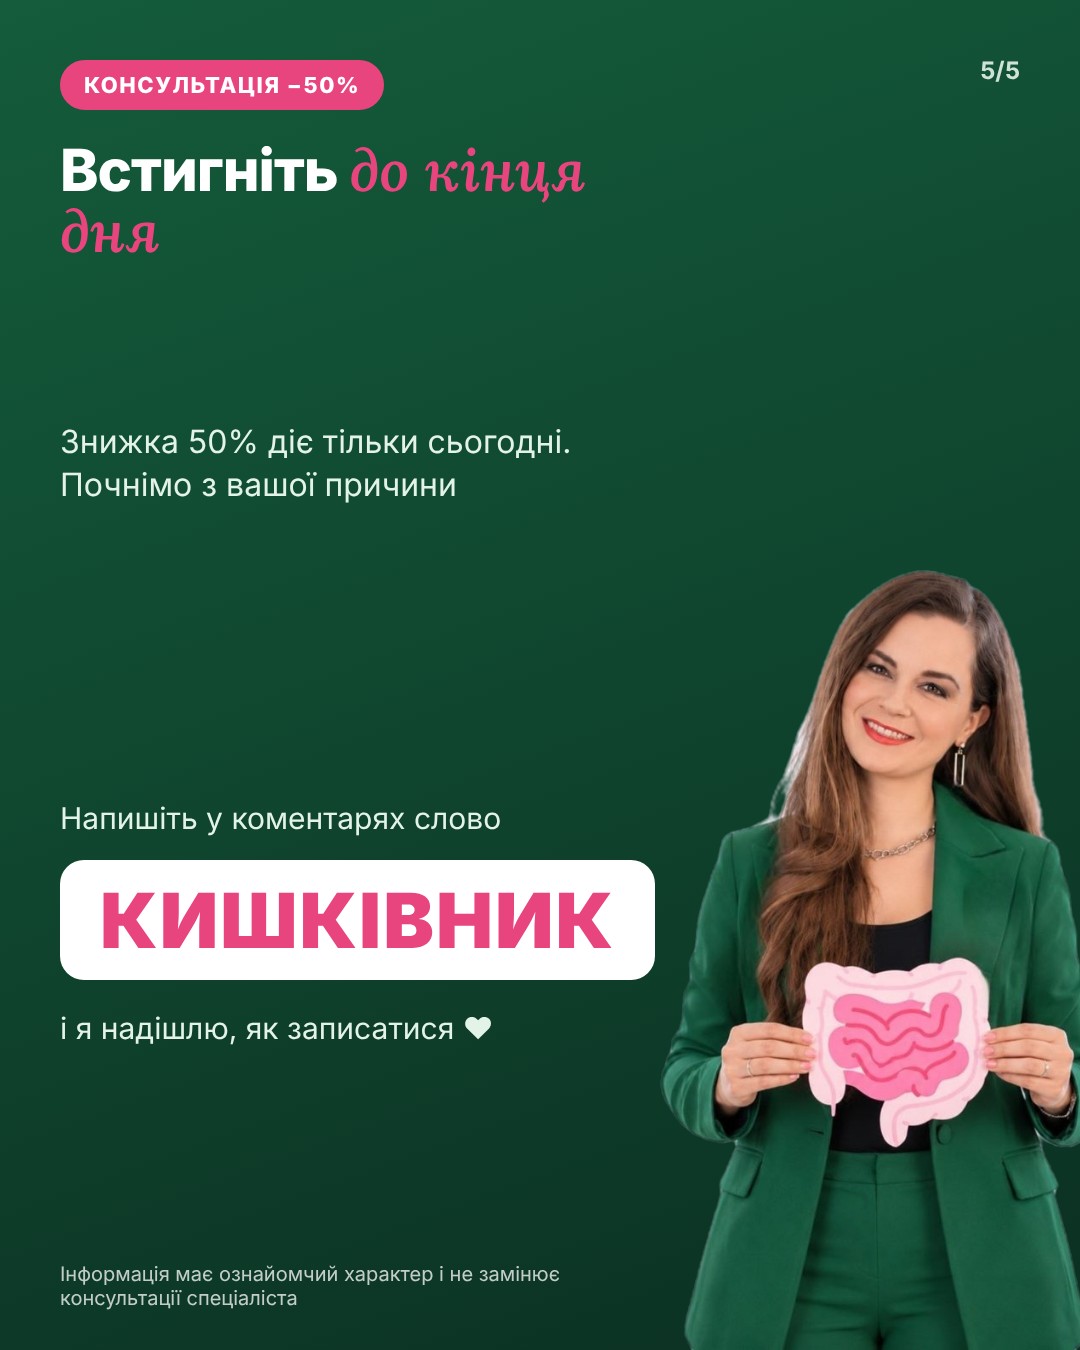 КОНСУЛЬТАЦІЯ –50%
5/5
Встигніть до кінця
дня
Знижка 50% діє тільки сьогодні.
Почнімо з вашої причини
Напишіть у коментарях слово
КИШКІВНИК
і я надішлю, як записатися ♥
Інформація має ознайомчий характер і не замінює
консультації спеціаліста